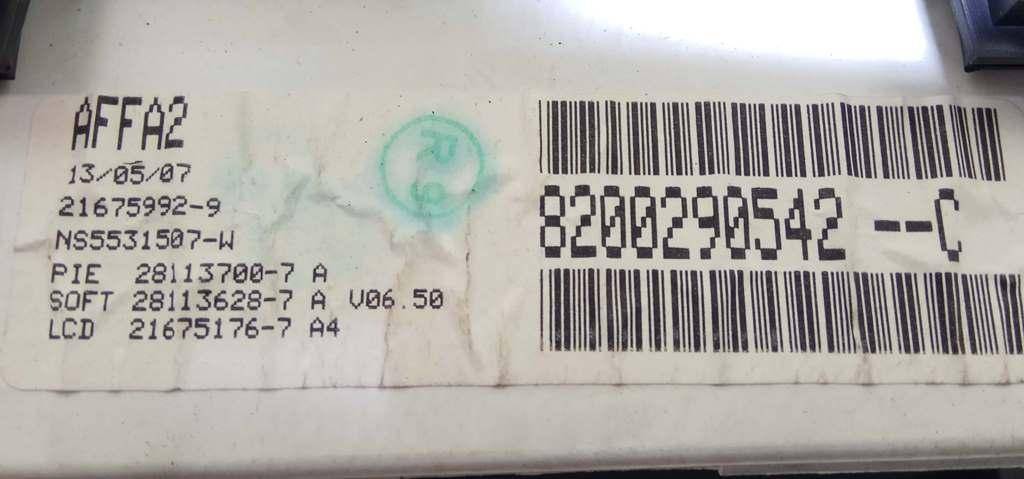 AFFA2
13/05/07
21675992-9
NS5531507-W
PIE 28113700-7 A
SOFT 28113628-7 A V06.50
LCD 21675176-7 A4
R9
8200290542 --C